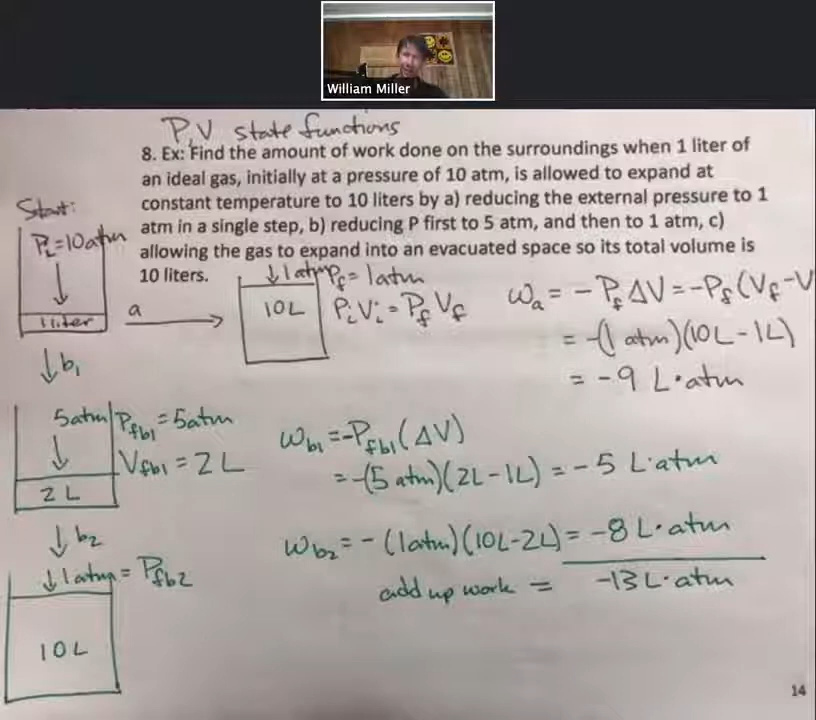 William Miller
P,V state functions
8. Ex: Find the amount of work done on the surroundings when 1 liter of
an ideal gas, initially at a pressure of 10 atm, is allowed to expand at
constant temperature to 10 liters by a) reducing the external pressure to 1
atm in a single step, b) reducing P first to 5 atm, and then to 1 atm, c)
allowing the gas to expand into an evacuated space so its total volume is
10 liters.
Start:
Pᵢ=10atm
1 liter
a
↓1atm Pf = 1atm
10L
PᵢVᵢ = Pf Vf
wa = -Pf ΔV = -Pf (Vf - V
= -(1 atm)(10L - 1L)
= -9 L·atm
↓ b₁
5atm Pfb1 = 5atm
Vfb1 = 2 L
2 L
wb1 = -Pfb1 (ΔV)
= -(5 atm)(2L - 1L) = -5 L·atm
↓ b₂
↓1atm = Pfb2
10L
wb2 = - (1atm)(10L-2L) = -8 L·atm
add up work = -13 L·atm
14